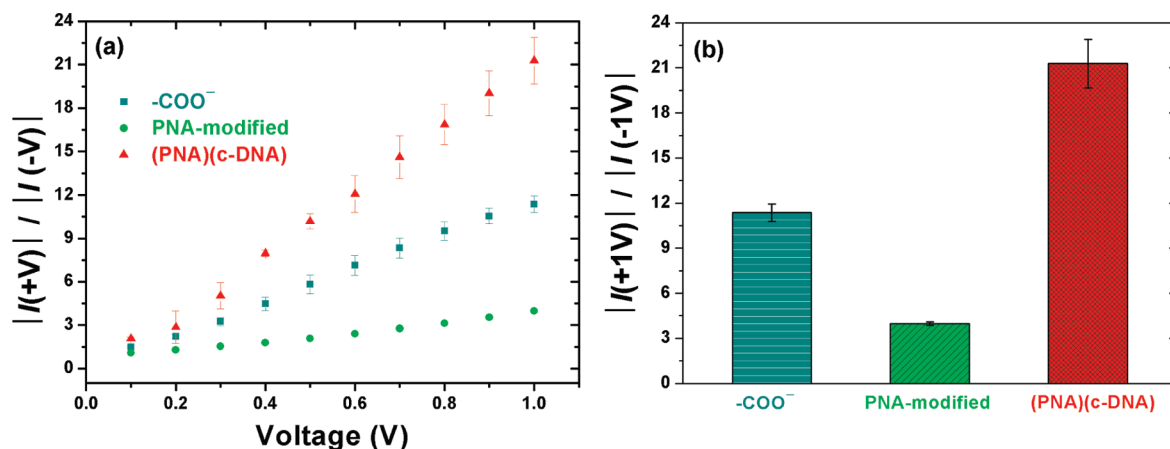 (a)
-COO⁻
PNA-modified
(PNA)(c-DNA)
|I(+V)| / |I(-V)|
24
21
18
15
12
9
6
3
0
0.0 0.2 0.4 0.6 0.8 1.0
Voltage (V)
(b)
|I(+1V)| / |I(-1V)|
24
21
18
15
12
9
6
3
0
-COO⁻ PNA-modified (PNA)(c-DNA)